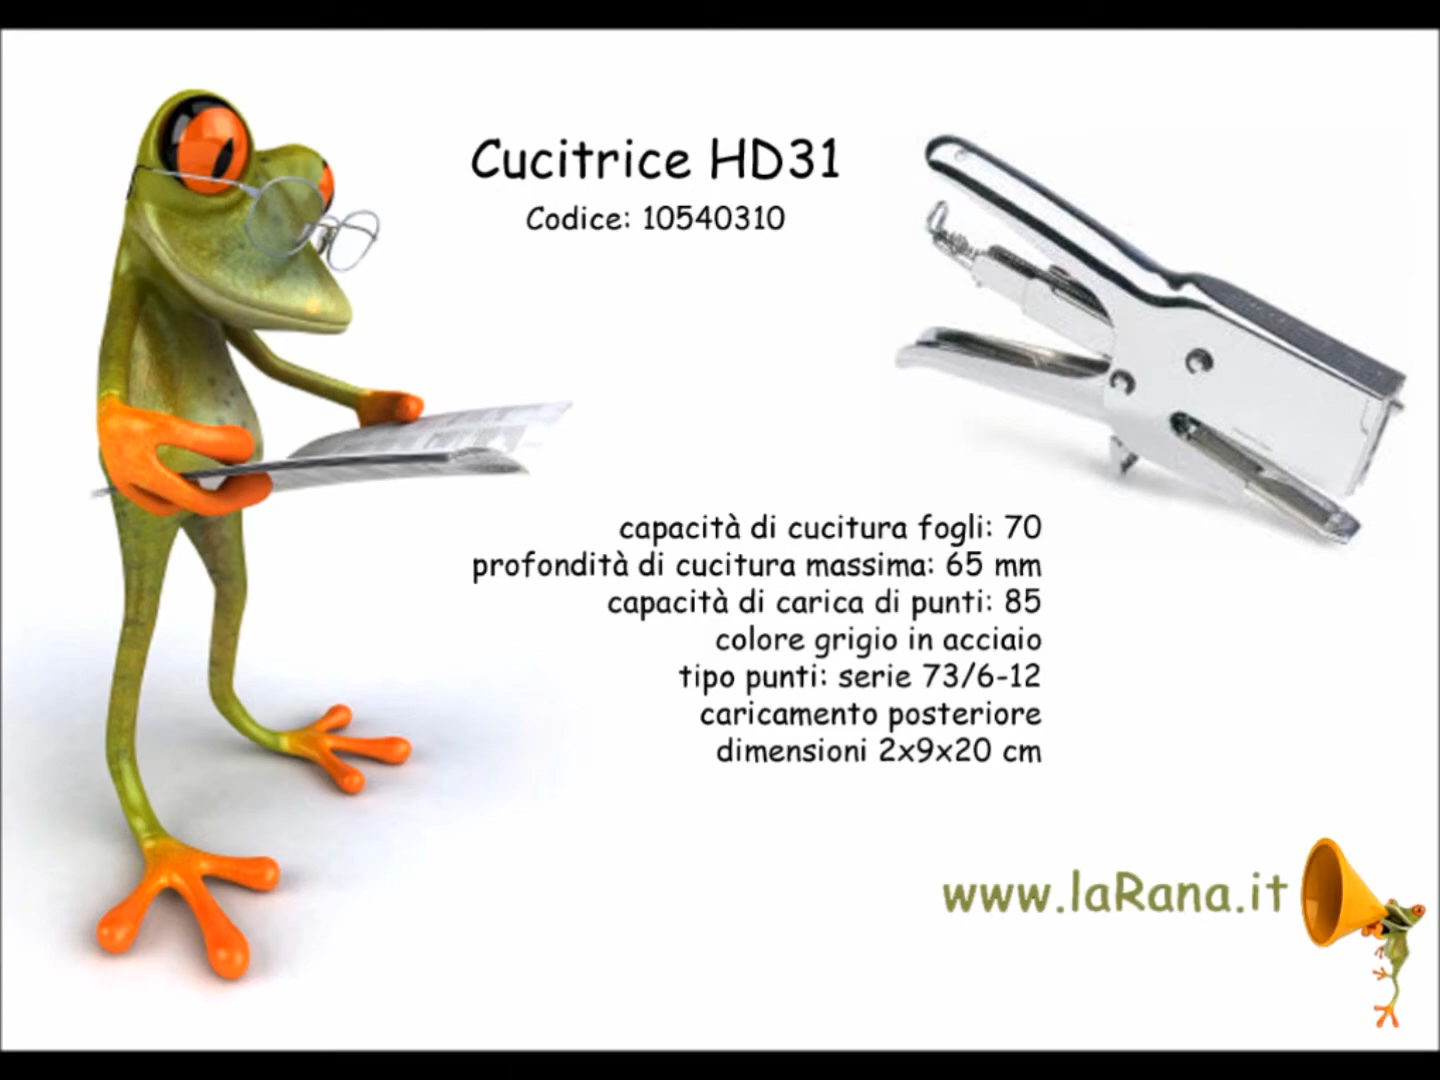 Cucitrice HD31
Codice: 10540310
capacità di cucitura fogli: 70
profondità di cucitura massima: 65 mm
capacità di carica di punti: 85
colore grigio in acciaio
tipo punti: serie 73/6-12
caricamento posteriore
dimensioni 2x9x20 cm
www.laRana.it